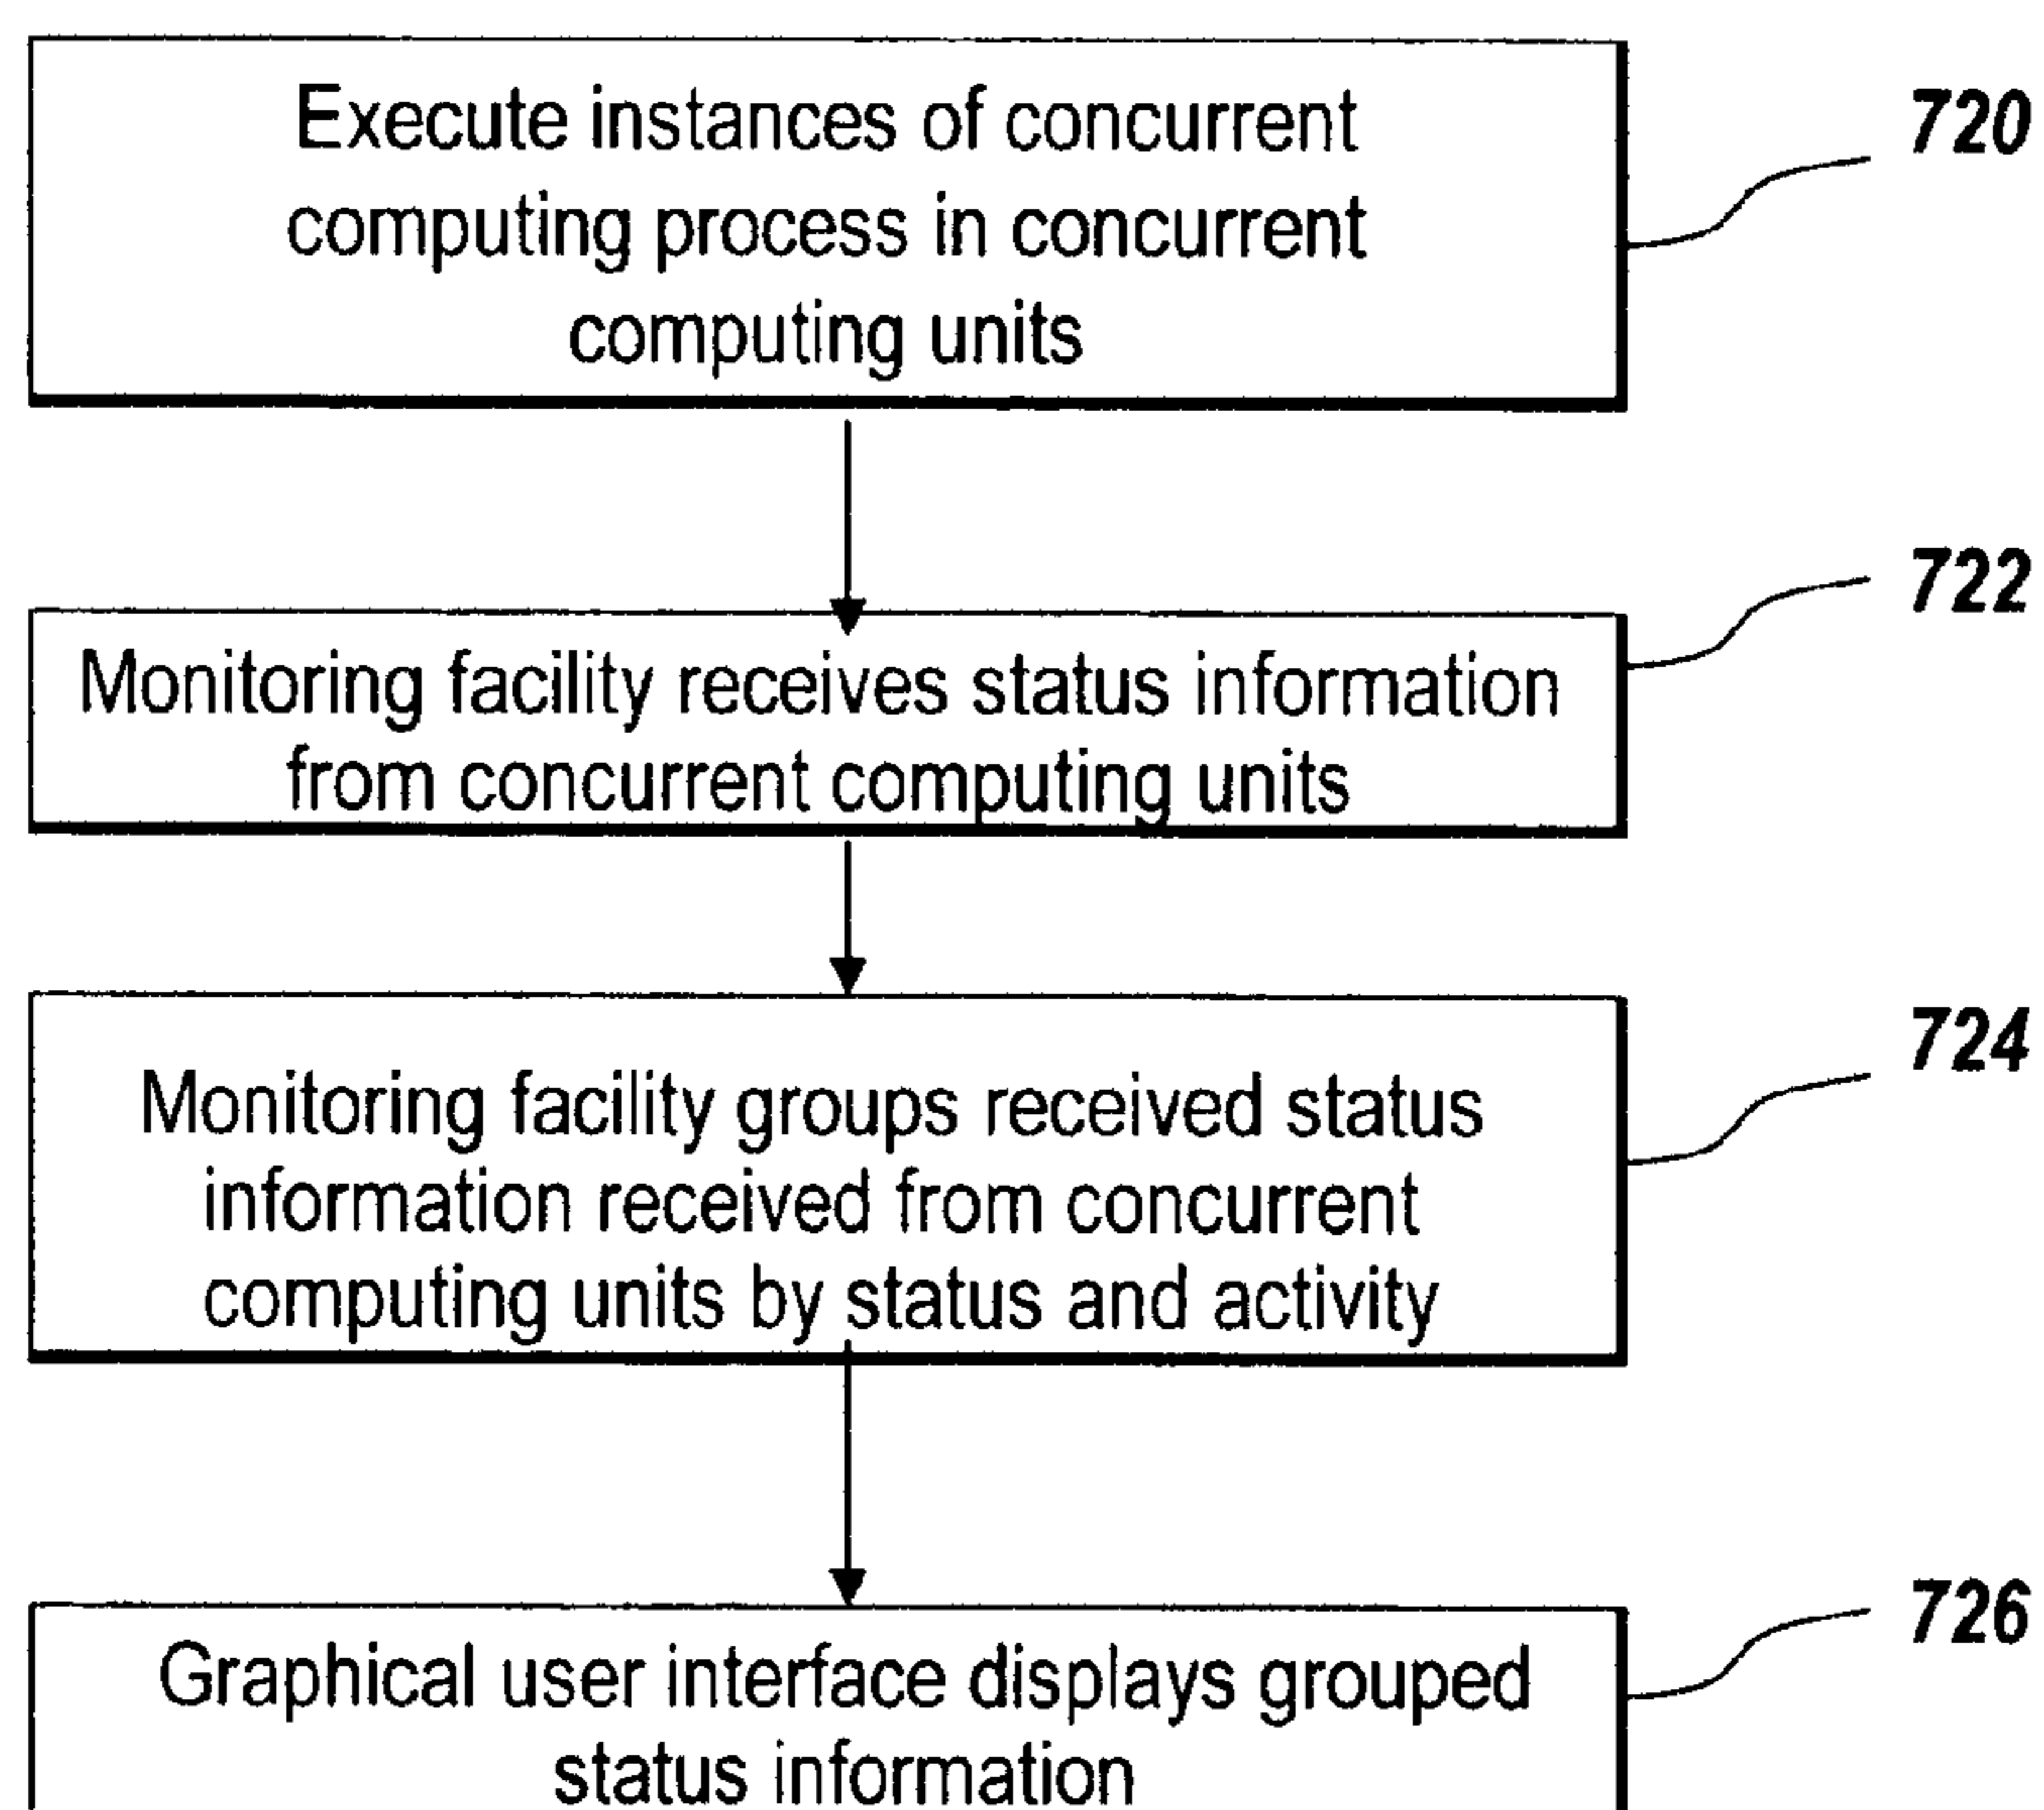 Execute instances of concurrent
computing process in concurrent
computing units
720
Monitoring facility receives status information
from concurrent computing units
722
Monitoring facility groups received status
information received from concurrent
computing units by status and activity
724
Graphical user interface displays grouped
status information
726